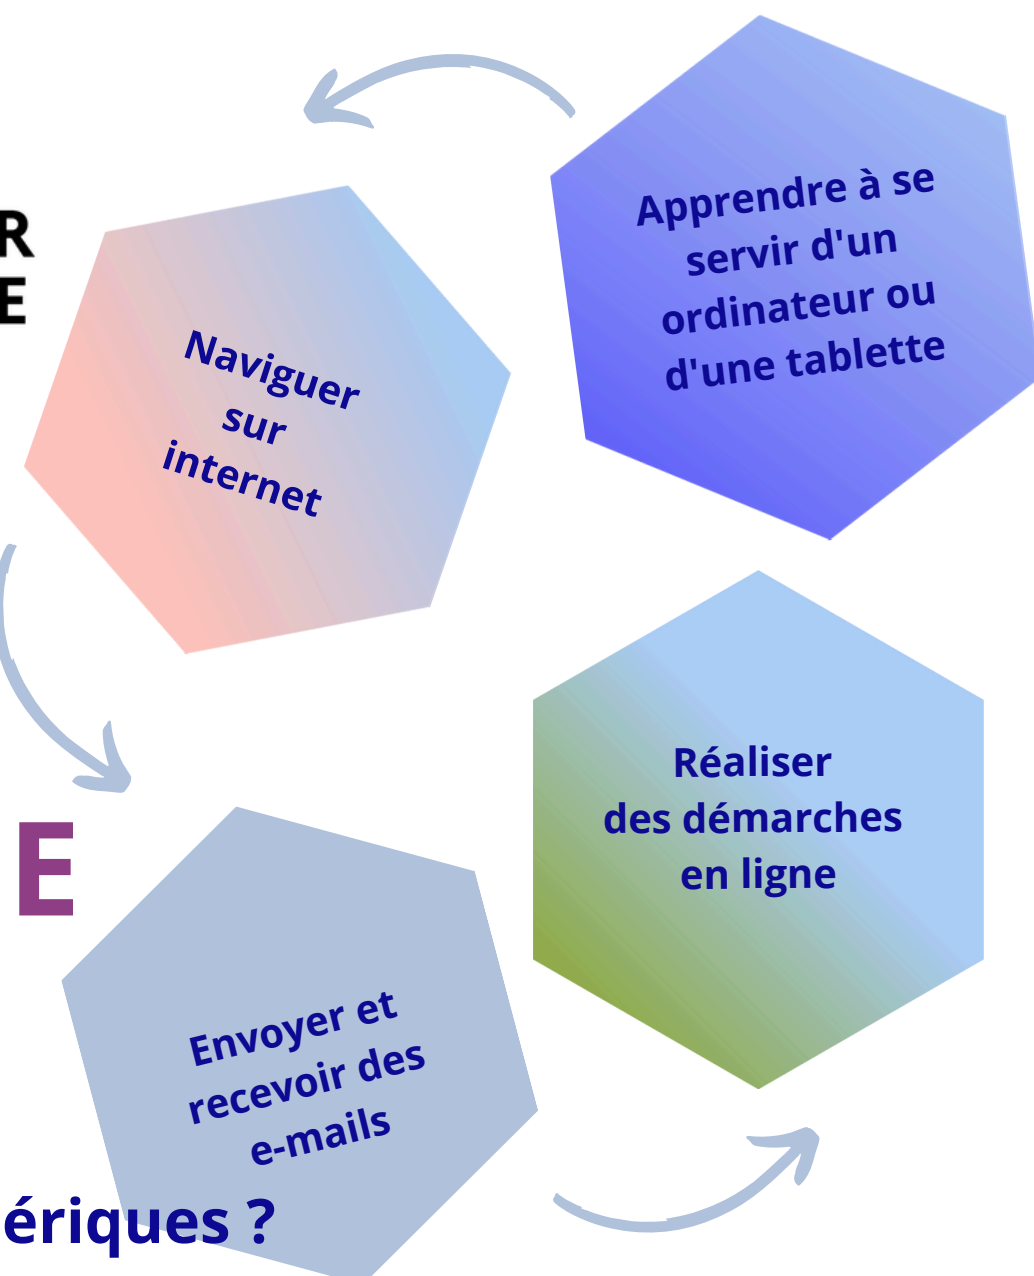 Apprendre à se
servir d'un
ordinateur ou
d'une tablette
R
E
Naviguer
sur
internet
Réaliser
des démarches
en ligne
E
Envoyer et
recevoir des
e-mails
ériques ?